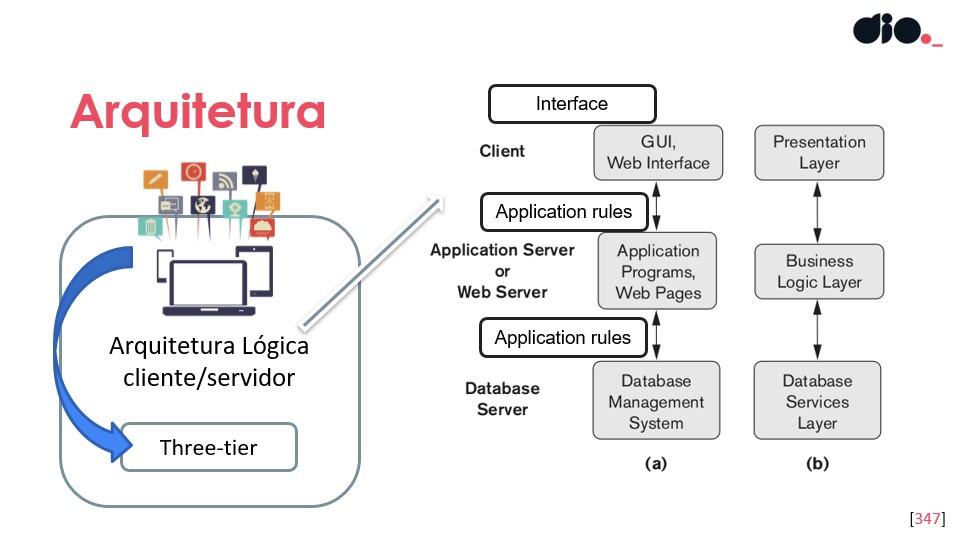 dio._
Arquitetura
Arquitetura Lógica
cliente/servidor
Three-tier
Interface
Client
GUI,
Web Interface
Presentation
Layer
Application rules
Application Server
or
Web Server
Application
Programs,
Web Pages
Business
Logic Layer
Application rules
Database
Server
Database
Management
System
Database
Services
Layer
(a)
(b)
[347]